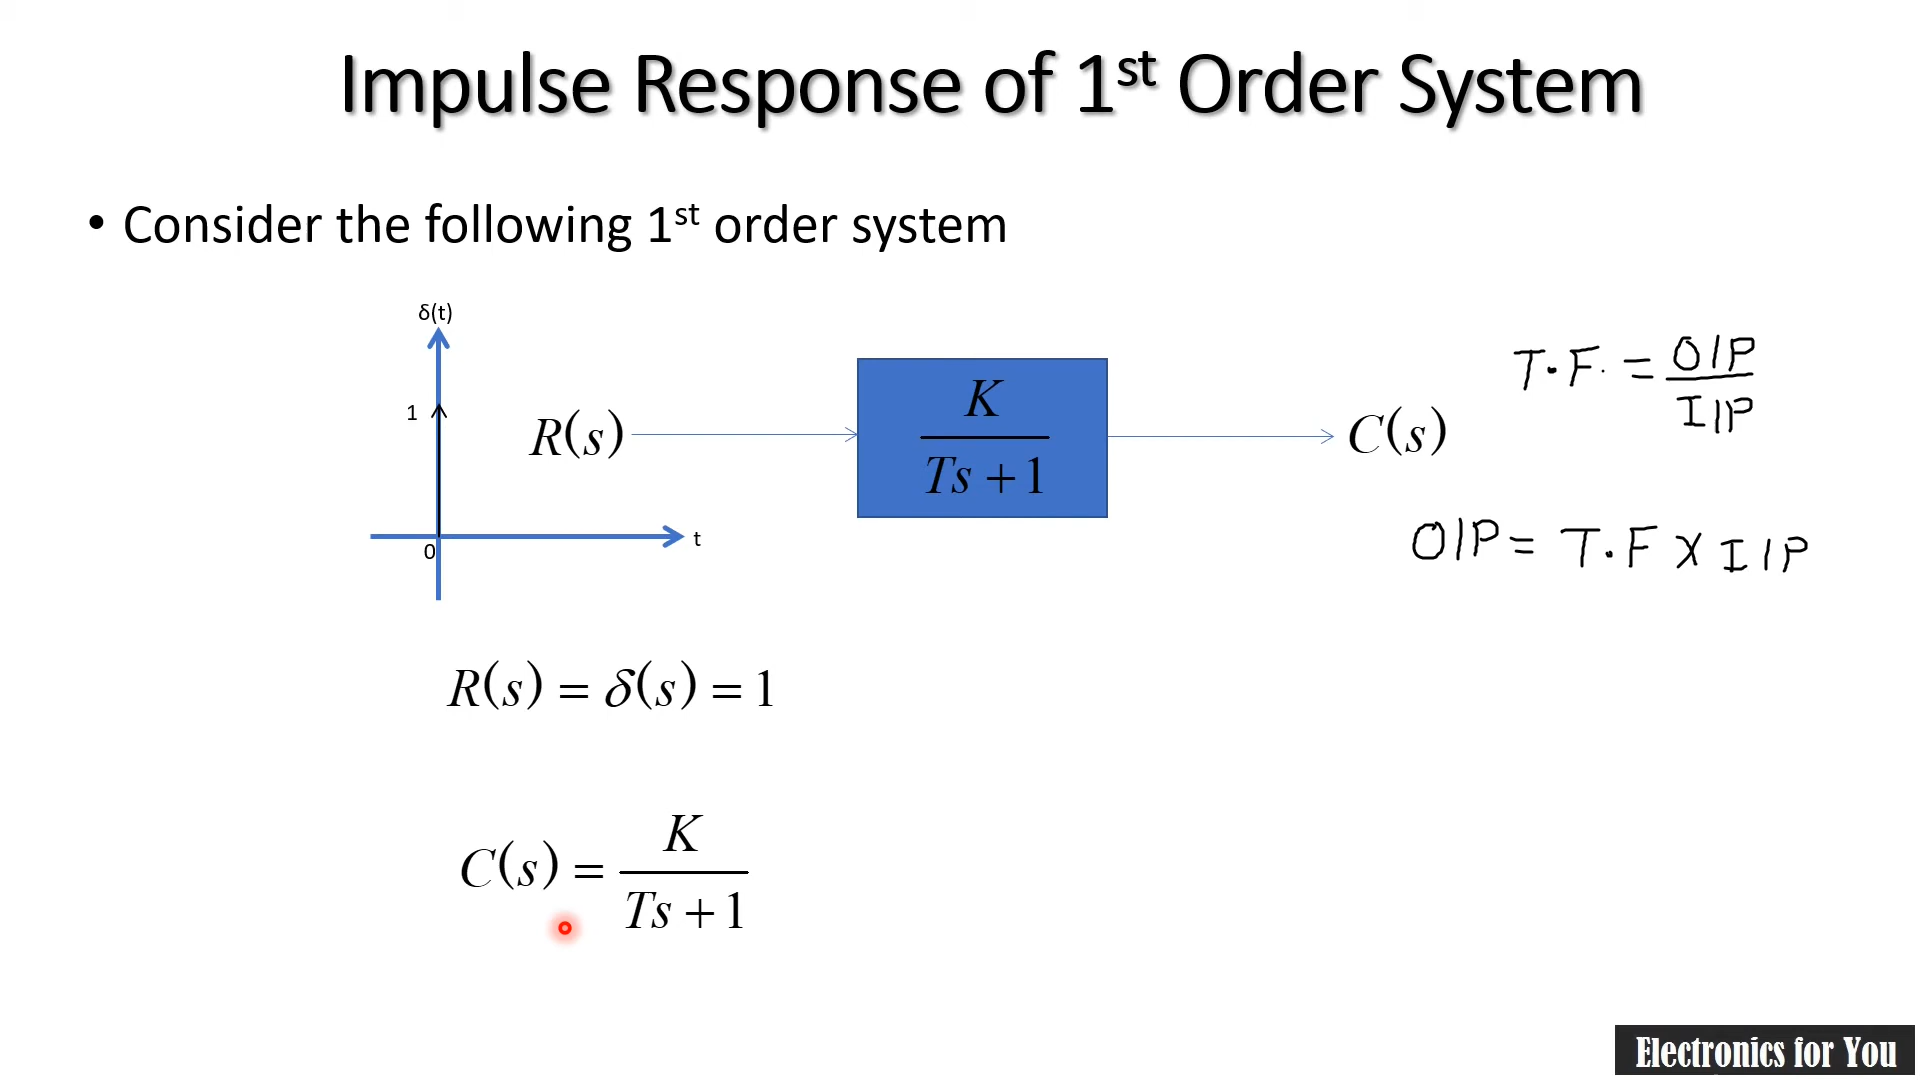 Impulse Response of 1st Order System
• Consider the following 1st order system
δ(t)
1
0
t
R(s)
K
Ts + 1
C(s)
T.F. = O/P
I/P
O/P = T.F X I/P
R(s) = δ(s) = 1
C(s) = K
Ts + 1
Electronics for You